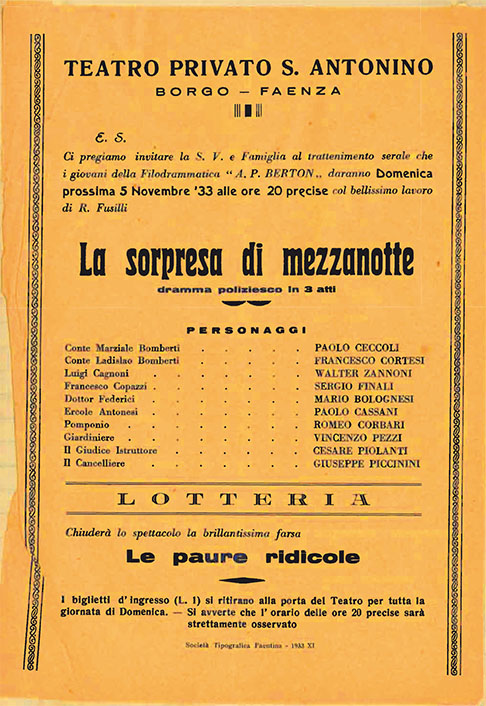 TEATRO PRIVATO S. ANTONINO
BORGO — FAENZA
E. S.
Ci pregiamo invitare la S. V. e Famiglia al trattenimento serale che
i giovani della Filodrammatica “A. P. BERTON„ daranno Domenica
prossima 5 Novembre '33 alle ore 20 precise col bellissimo lavoro
di R. Fusilli
La sorpresa di mezzanotte
dramma poliziesco in 3 atti
PERSONAGGI
Conte Marziale Bomberti . . . . . PAOLO CECCOLI
Conte Ladislao Bomberti . . . . . FRANCESCO CORTESI
Luigi Cagnoni . . . . . . WALTER ZANNONI
Francesco Copazzi . . . . . . . SERGIO FINALI
Dottor Federici . . . . . . MARIO BOLOGNESI
Ercole Antonesi . . . . . . PAOLO CASSANI
Pomponio . . . . . . . . ROMEO CORBARI
Giardiniere . . . . . . . VINCENZO PEZZI
Il Giudice Istruttore . . . . . . CESARE PIOLANTI
Il Cancelliere . . . . . . . GIUSEPPE PICCININI
LOTTERIA
Chiuderà lo spettacolo la brillantissima farsa
Le paure ridicole
I biglietti d'ingresso (L. 1) si ritirano alla porta del Teatro per tutta la
giornata di Domenica. — Si avverte che l'orario delle ore 20 precise sarà
strettamente osservato
Società Tipografica Faentina - 1933 XI